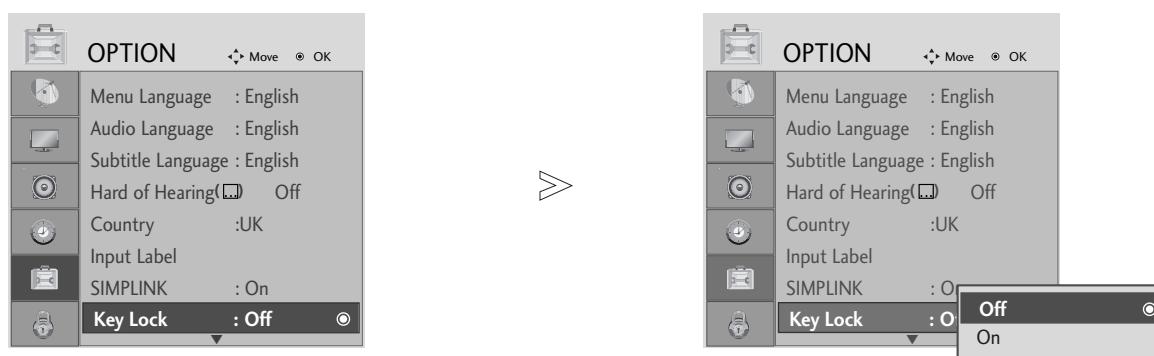 OPTION Move OK
Menu Language : English
Audio Language : English
Subtitle Language : English
Hard of Hearing( ) Off
Country :UK
Input Label
SIMPLINK : On
Key Lock : Off
OPTION Move OK
Menu Language : English
Audio Language : English
Subtitle Language : English
Hard of Hearing( ) Off
Country :UK
Input Label
SIMPLINK : O
Key Lock : O
Off
On